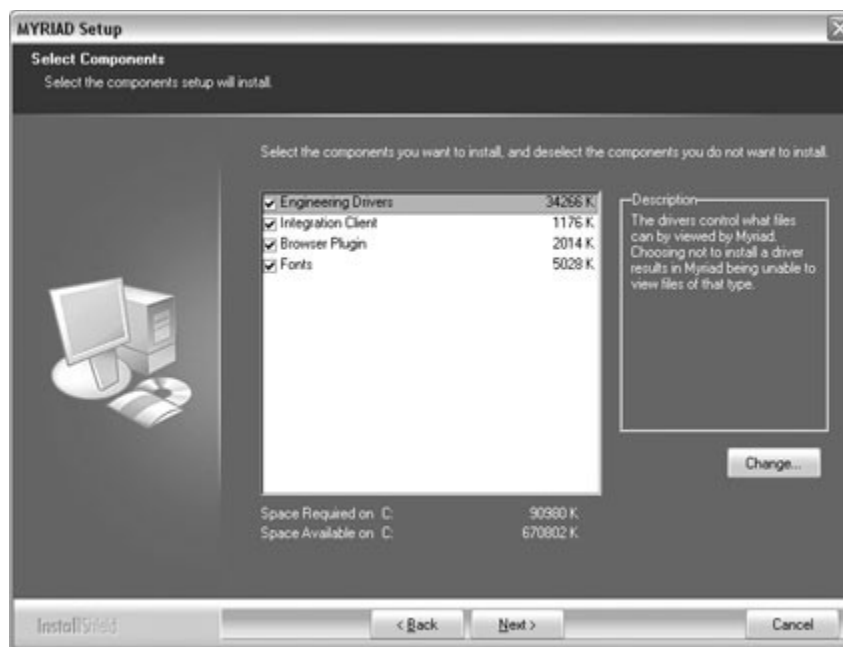 MYRIAD Setup
Select Components
Select the components setup will install.
Select the components you want to install, and deselect the components you do not want to install.
Engineering Drivers 34266 K
Integration Client 1176 K
Browser Plugin 2014 K
Fonts 5028 K
Description
The drivers control what files
can by viewed by Myriad.
Choosing not to install a driver
results in Myriad being unable to
view files of that type.
Change...
Space Required on C: 90980 K
Space Available on C: 670802 K
InstallShield
< Back
Next >
Cancel